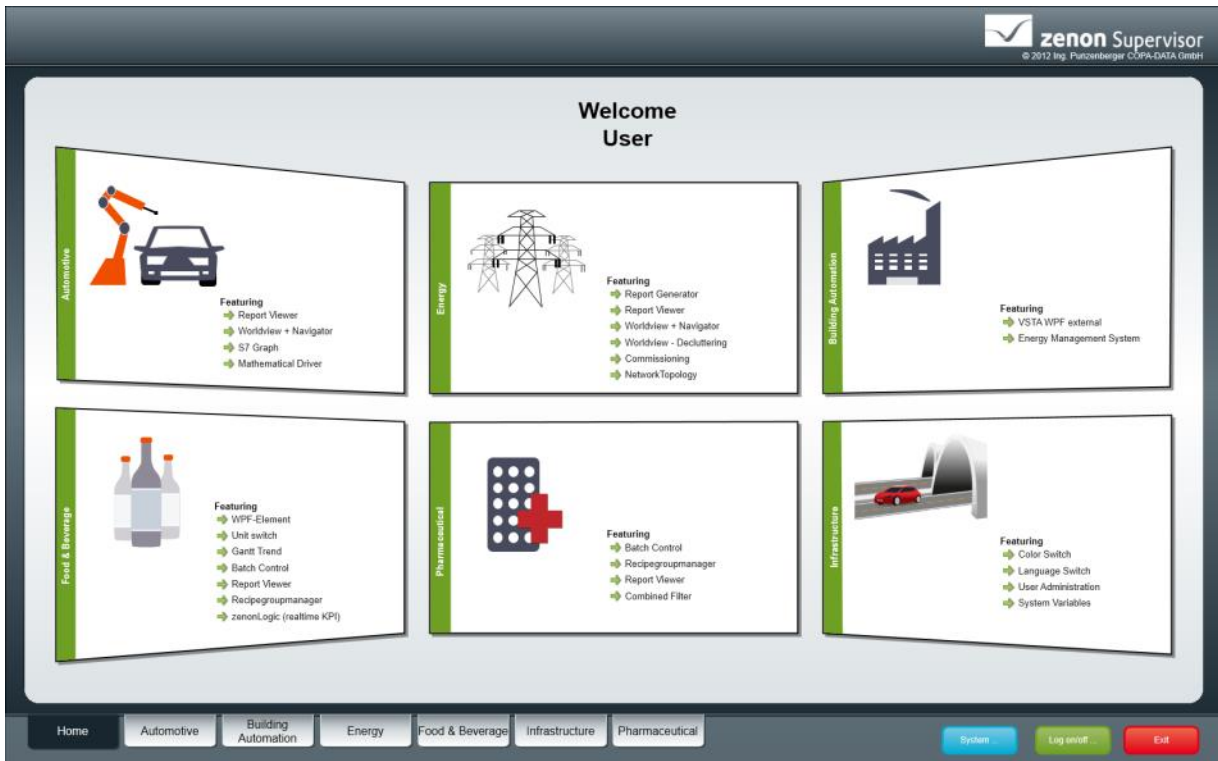 zenon Supervisor
© 2012 Ing. Punzenberger COPA-DATA GmbH
Welcome
User
Automotive
Featuring
Report Viewer
Worldview + Navigator
S7 Graph
Mathematical Driver
Energy
Featuring
Report Generator
Report Viewer
Worldview + Navigator
Worldview - Decluttering
Commissioning
NetworkTopology
Building Automation
Featuring
VSTA WPF external
Energy Management System
Food & Beverage
Featuring
WPF-Element
Unit switch
Gantt Trend
Batch Control
Report Viewer
Recipegroupmanager
zenonLogic (realtime KPI)
Pharmaceutical
Featuring
Batch Control
Recipegroupmanager
Report Viewer
Combined Filter
Infrastructure
Featuring
Color Switch
Language Switch
User Administration
System Variables
Home
Automotive
Building
Automation
Energy
Food & Beverage
Infrastructure
Pharmaceutical
System ...
Log on/off ...
Exit